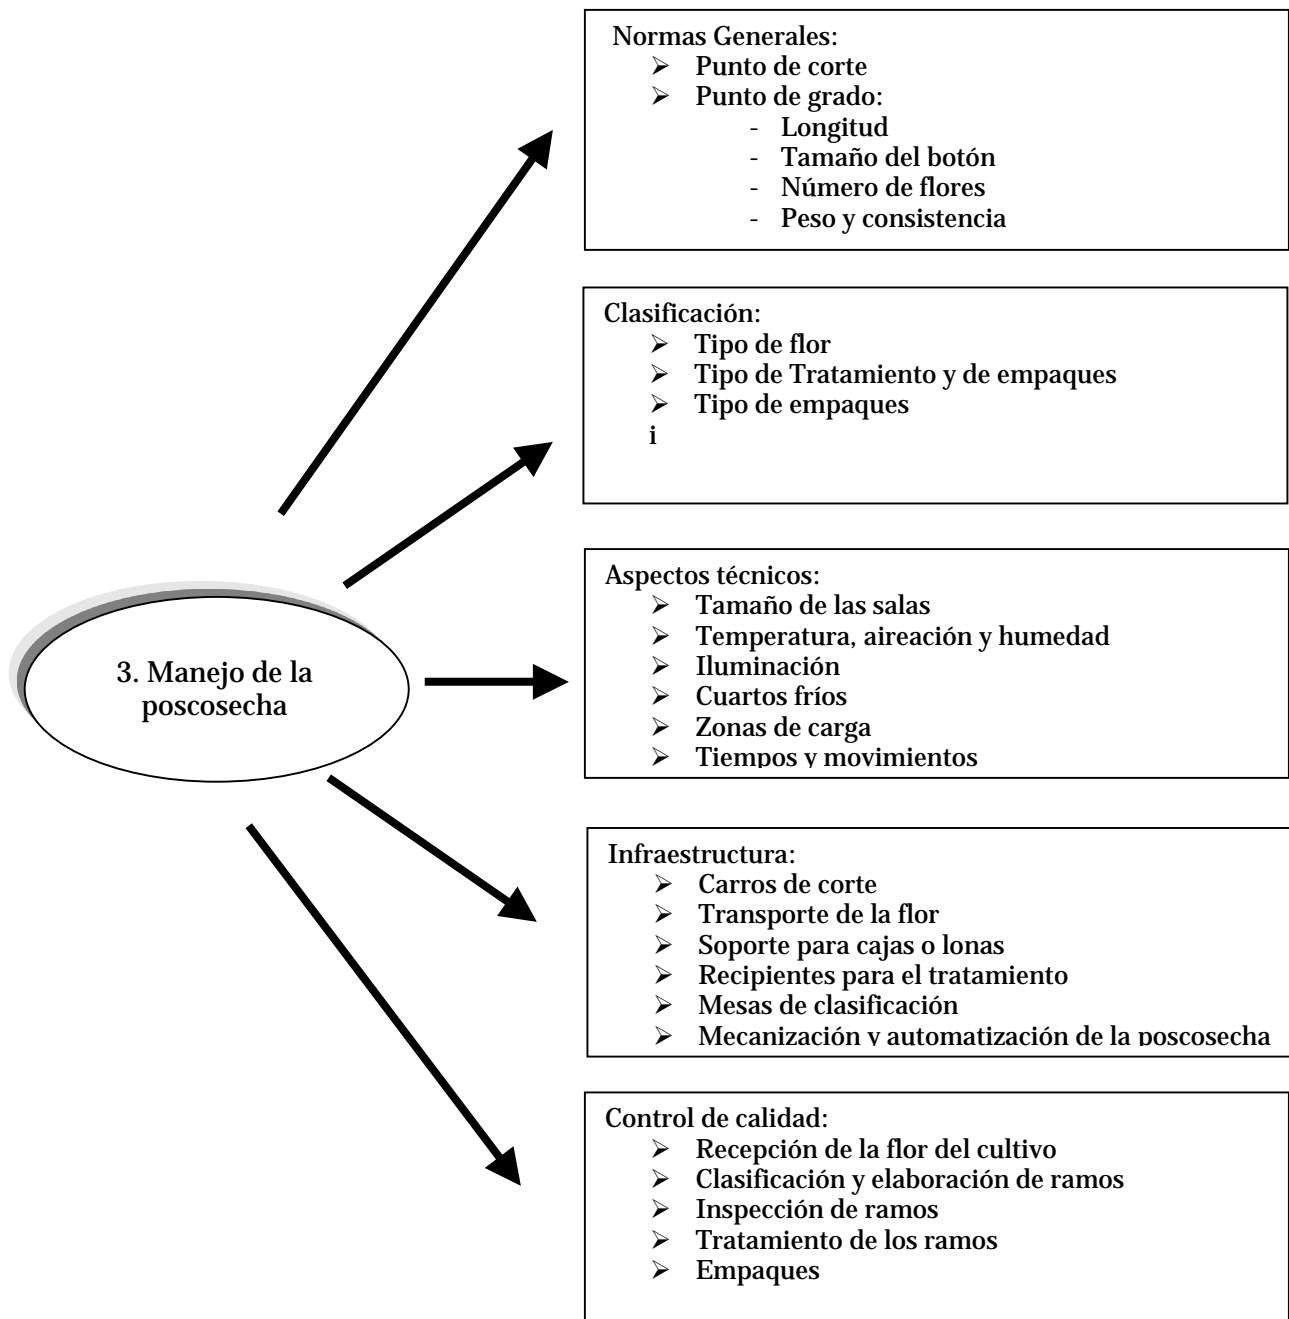 Normas Generales:
➢ Punto de corte
➢ Punto de grado:
- Longitud
- Tamaño del botón
- Número de flores
- Peso y consistencia
Clasificación:
➢ Tipo de flor
➢ Tipo de Tratamiento y de empaques
➢ Tipo de empaques
i
3. Manejo de la
poscosecha
Aspectos técnicos:
➢ Tamaño de las salas
➢ Temperatura, aireación y humedad
➢ Iluminación
➢ Cuartos fríos
➢ Zonas de carga
➢ Tiempos y movimientos
Infraestructura:
➢ Carros de corte
➢ Transporte de la flor
➢ Soporte para cajas o lonas
➢ Recipientes para el tratamiento
➢ Mesas de clasificación
➢ Mecanización y automatización de la poscosecha
Control de calidad:
➢ Recepción de la flor del cultivo
➢ Clasificación y elaboración de ramos
➢ Inspección de ramos
➢ Tratamiento de los ramos
➢ Empaques